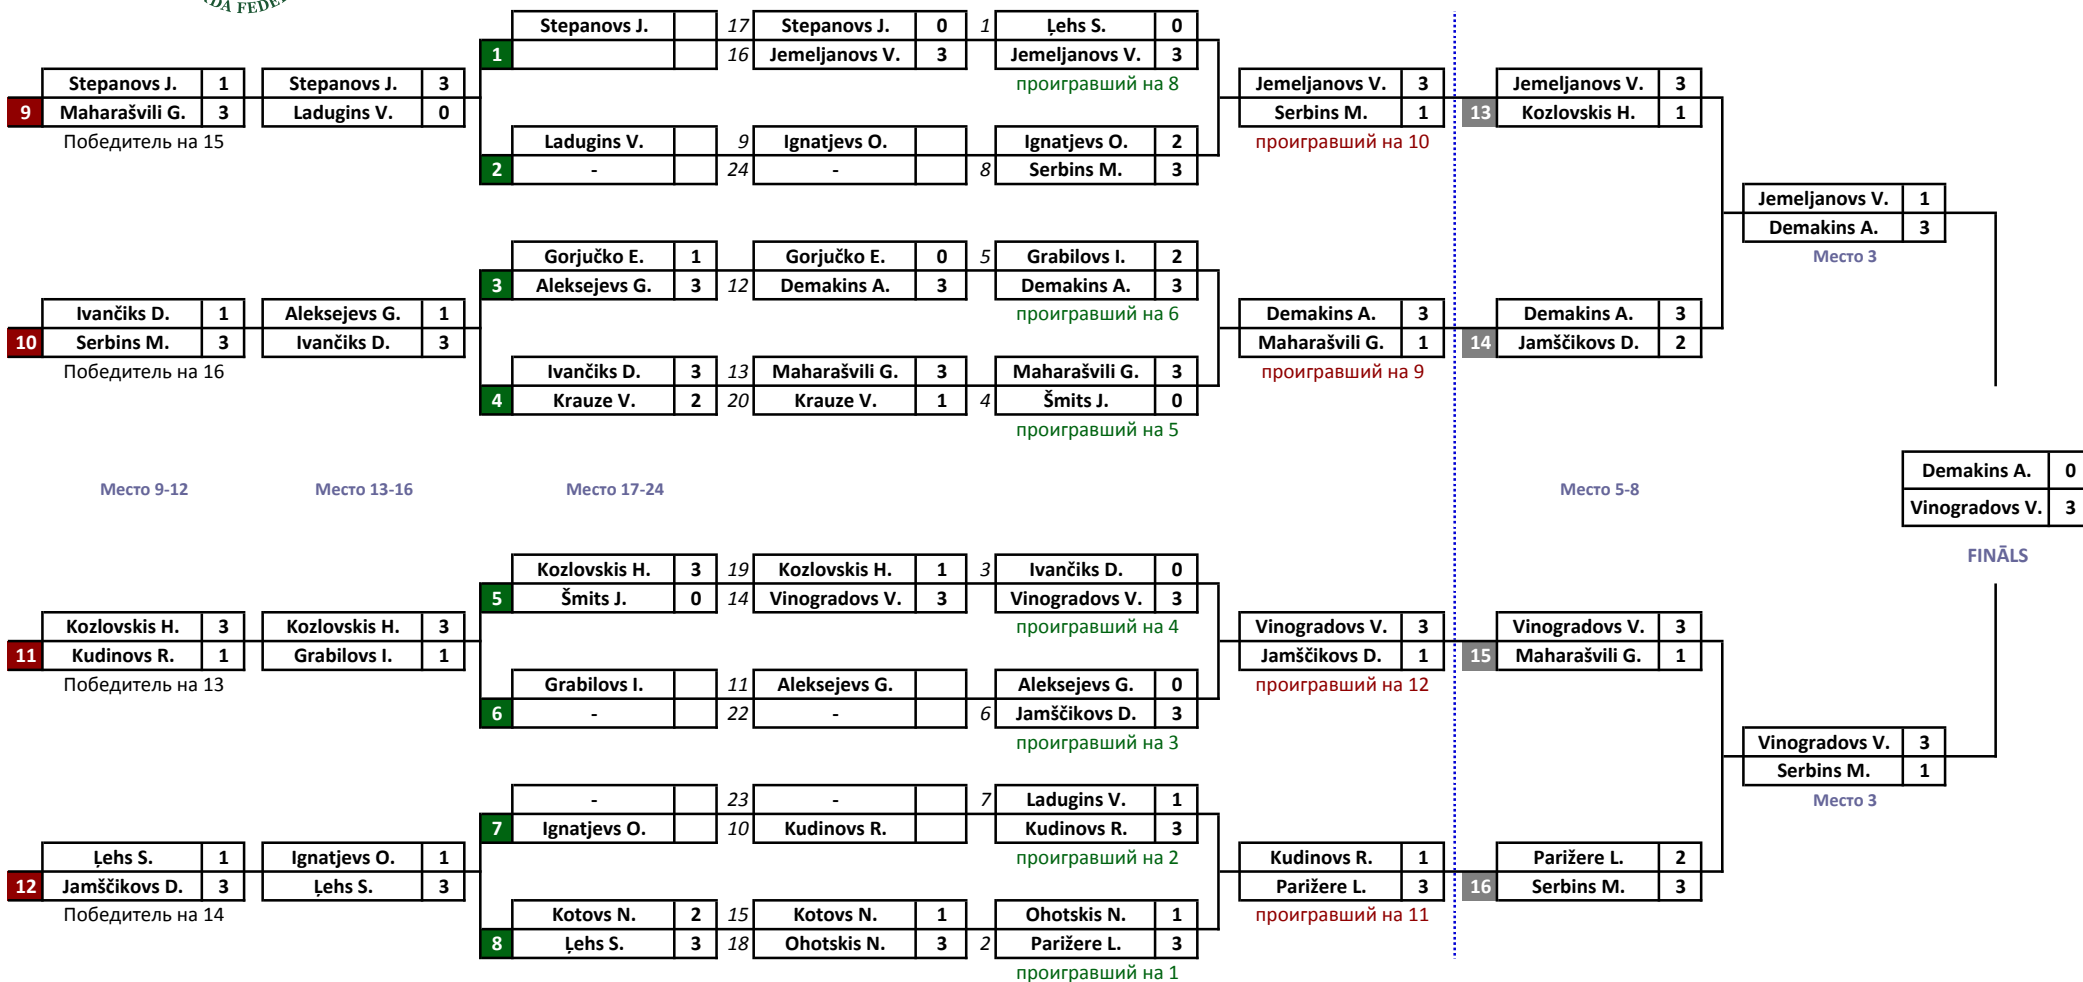 DA FEDE
Stepanovs J. 17 Stepanovs J. 0 1 Ļehs S. 0
1 16 Jemeljanovs V. 3 Jemeljanovs V. 3
Stepanovs J. 1 Stepanovs J. 3 проигравший на 8 Jemeljanovs V. 3 Jemeljanovs V. 3
9 Maharašvili G. 3 Ladugins V. 0 Serbins M. 1 13 Kozlovskis H. 1
Победитель на 15 Ladugins V. 9 Ignatjevs O. Ignatjevs O. 2 проигравший на 10
2 - 24 - 8 Serbins M. 3
Jemeljanovs V. 1
Demakins A. 3
Gorjučko E. 1 Gorjučko E. 0 5 Grabilovs I. 2 Место 3
3 Aleksejevs G. 3 12 Demakins A. 3 Demakins A. 3
Ivančiks D. 1 Aleksejevs G. 1 проигравший на 6 Demakins A. 3 Demakins A. 3
10 Serbins M. 3 Ivančiks D. 3 Maharašvili G. 1 14 Jamščikovs D. 2
Победитель на 16 Ivančiks D. 3 13 Maharašvili G. 3 Maharašvili G. 3 проигравший на 9
4 Krauze V. 2 20 Krauze V. 1 4 Šmits J. 0
проигравший на 5
Demakins A. 0
Место 9-12 Место 13-16 Место 17-24 Место 5-8
Vinogradovs V. 3
FINĀLS
Kozlovskis H. 3 19 Kozlovskis H. 1 3 Ivančiks D. 0
5 Šmits J. 0 14 Vinogradovs V. 3 Vinogradovs V. 3
Kozlovskis H. 3 Kozlovskis H. 3 проигравший на 4 Vinogradovs V. 3 Vinogradovs V. 3
11 Kudinovs R. 1 Grabilovs I. 1 Jamščikovs D. 1 15 Maharašvili G. 1
Победитель на 13 Grabilovs I. 11 Aleksejevs G. Aleksejevs G. 0 проигравший на 12
6 - 22 - 6 Jamščikovs D. 3
проигравший на 3 Vinogradovs V. 3
Serbins M. 1
- 23 - 7 Ladugins V. 1 Место 3
7 Ignatjevs O. 10 Kudinovs R. Kudinovs R. 3
Ļehs S. 1 Ignatjevs O. 1 проигравший на 2 Kudinovs R. 1 Parižere L. 2
12 Jamščikovs D. 3 Ļehs S. 3 Parižere L. 3 16 Serbins M. 3
Победитель на 14 Kotovs N. 2 15 Kotovs N. 1 Ohotskis N. 1 проигравший на 11
8 Ļehs S. 3 18 Ohotskis N. 3 2 Parižere L. 3
проигравший на 1